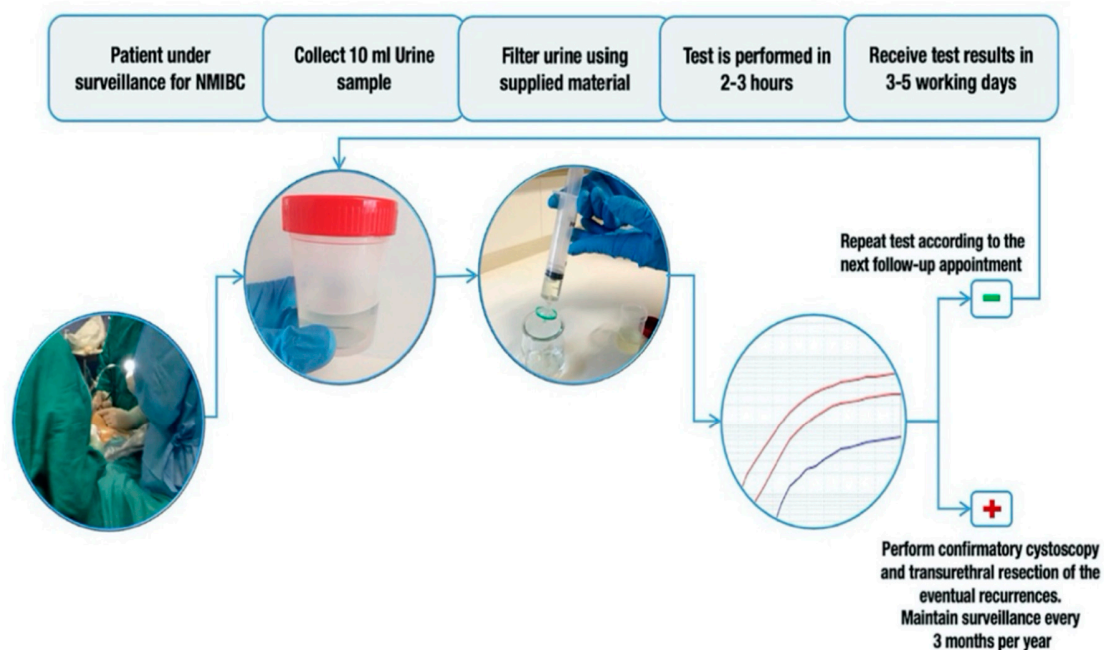 Patient under
surveillance for NMIBC
Collect 10 ml Urine
sample
Filter urine using
supplied material
Test is performed in
2-3 hours
Receive test results in
3-5 working days
Repeat test according to the
next follow-up appointment
Perform confirmatory cystoscopy
and transurethral resection of the
eventual recurrences.
Maintain surveillance every
3 months per year